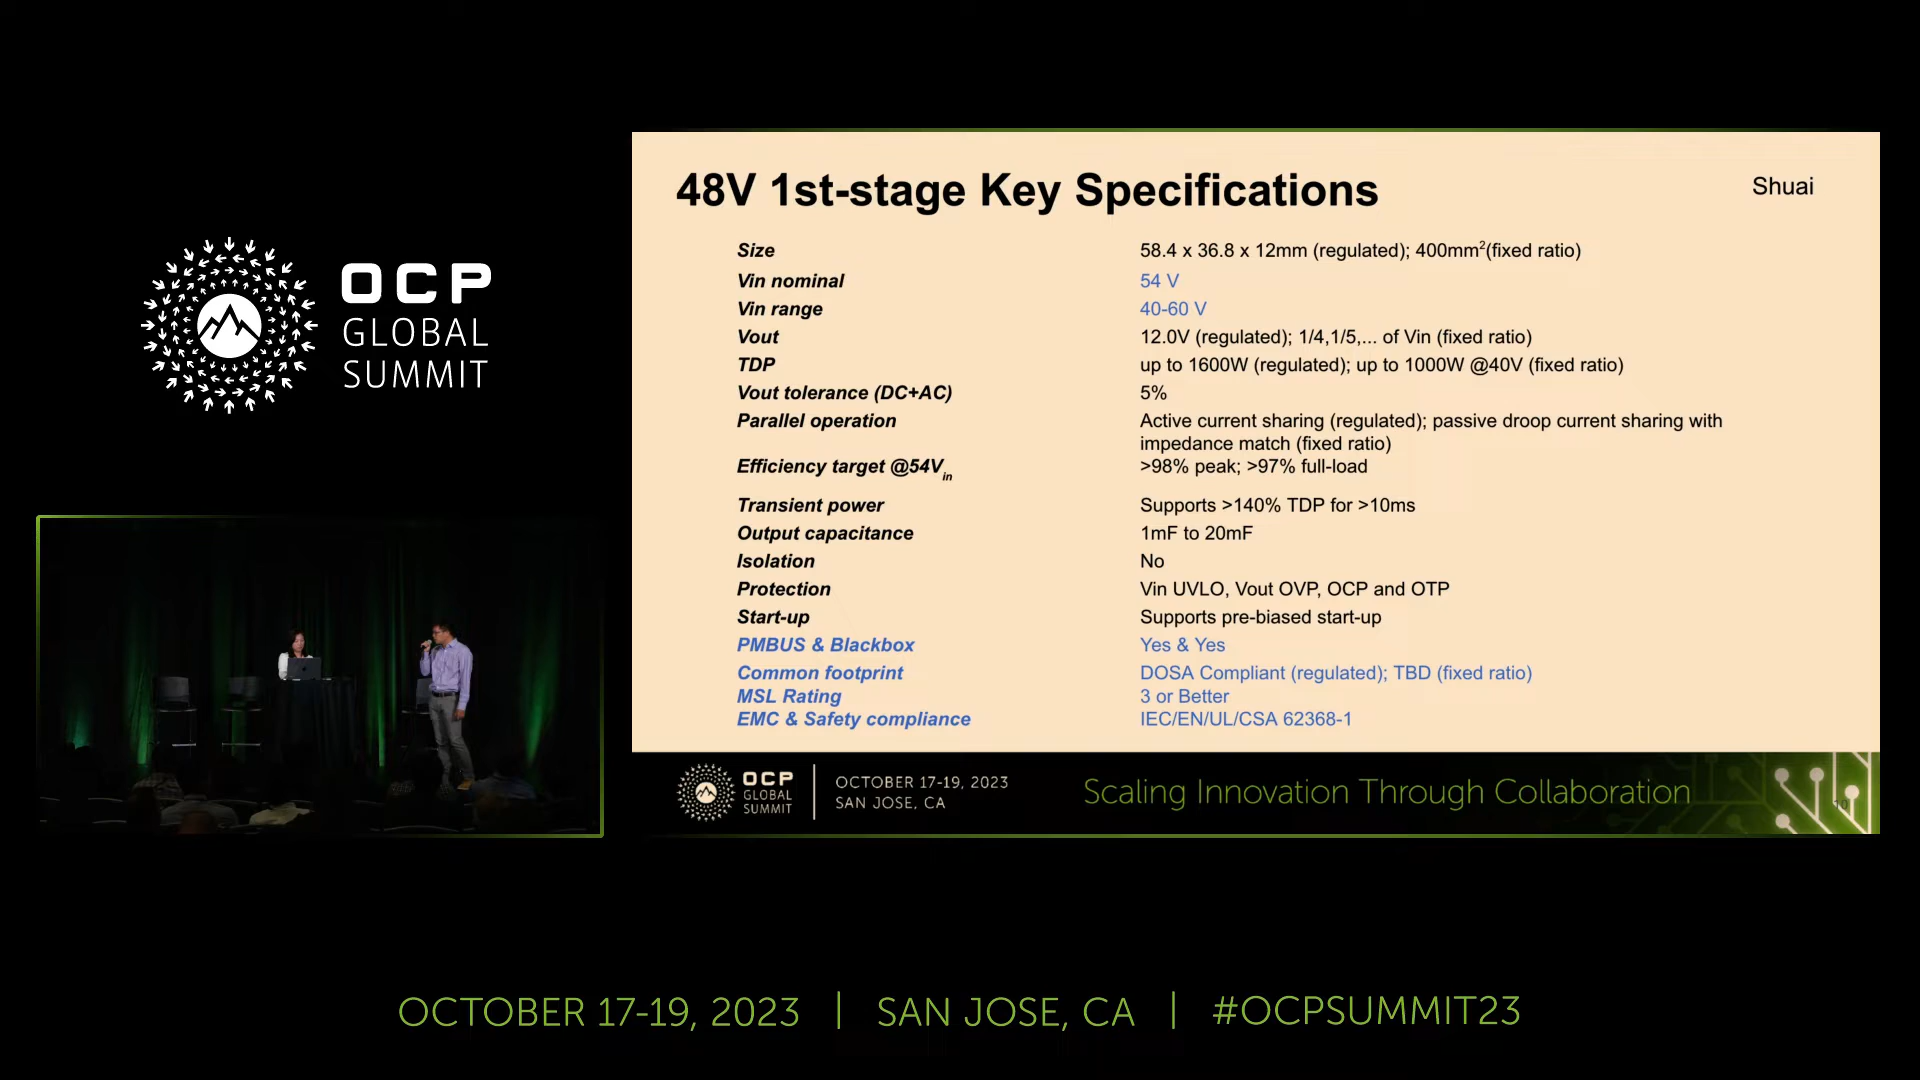 OCP
GLOBAL
SUMMIT
48V 1st-stage Key Specifications
Shuai
Size 58.4 x 36.8 x 12mm (regulated); 400mm²(fixed ratio)
Vin nominal 54 V
Vin range 40-60 V
Vout 12.0V (regulated); 1/4,1/5,... of Vin (fixed ratio)
TDP up to 1600W (regulated); up to 1000W @40V (fixed ratio)
Vout tolerance (DC+AC) 5%
Parallel operation Active current sharing (regulated); passive droop current sharing with
impedance match (fixed ratio)
Efficiency target @54Vin >98% peak; >97% full-load
Transient power Supports >140% TDP for >10ms
Output capacitance 1mF to 20mF
Isolation No
Protection Vin UVLO, Vout OVP, OCP and OTP
Start-up Supports pre-biased start-up
PMBUS & Blackbox Yes & Yes
Common footprint DOSA Compliant (regulated); TBD (fixed ratio)
MSL Rating 3 or Better
EMC & Safety compliance IEC/EN/UL/CSA 62368-1
OCP
GLOBAL
SUMMIT
OCTOBER 17-19, 2023
SAN JOSE, CA
Scaling Innovation Through Collaboration
10
OCTOBER 17-19, 2023 | SAN JOSE, CA | #OCPSUMMIT23